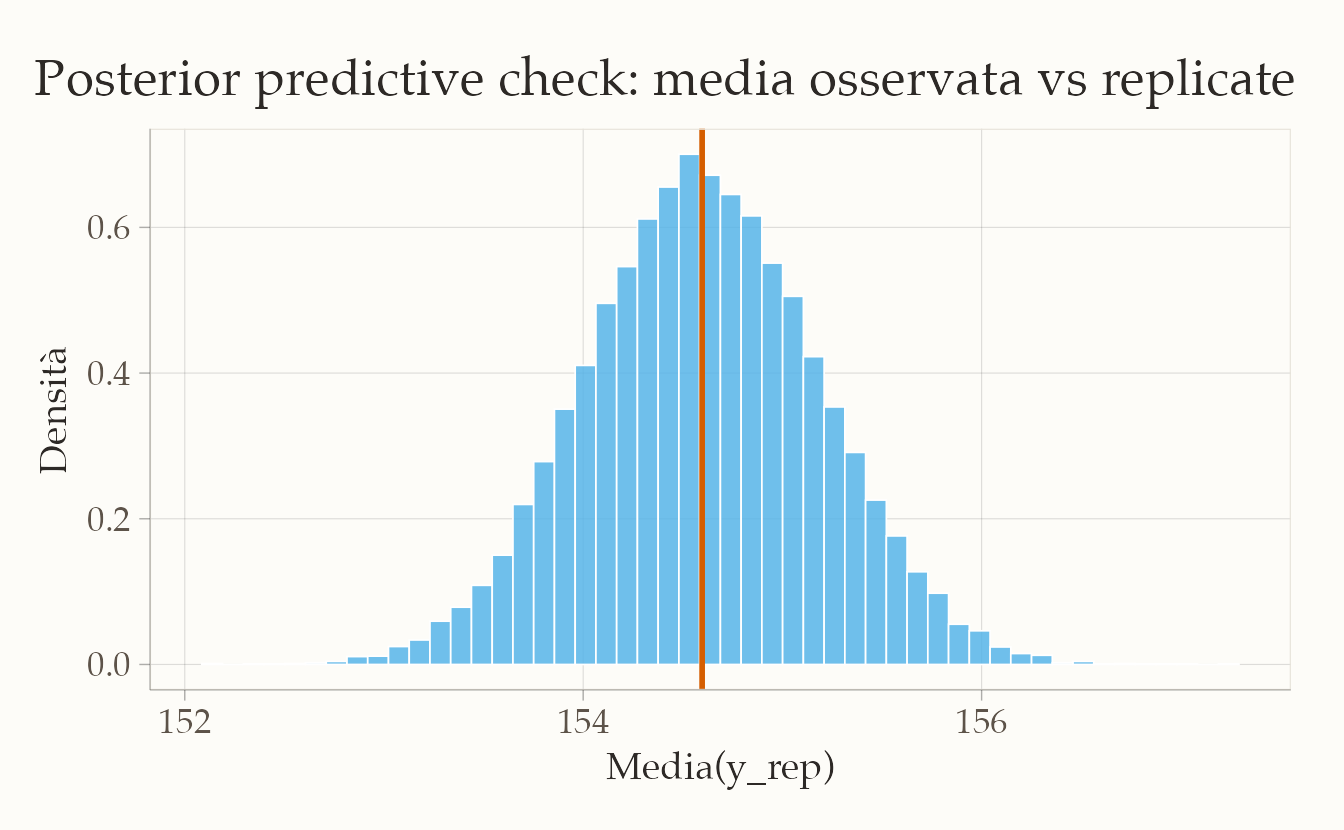 Posterior predictive check: media osservata vs replicate
Densità
0.6
0.4
0.2
0.0
152 154 156
Media(y_rep)